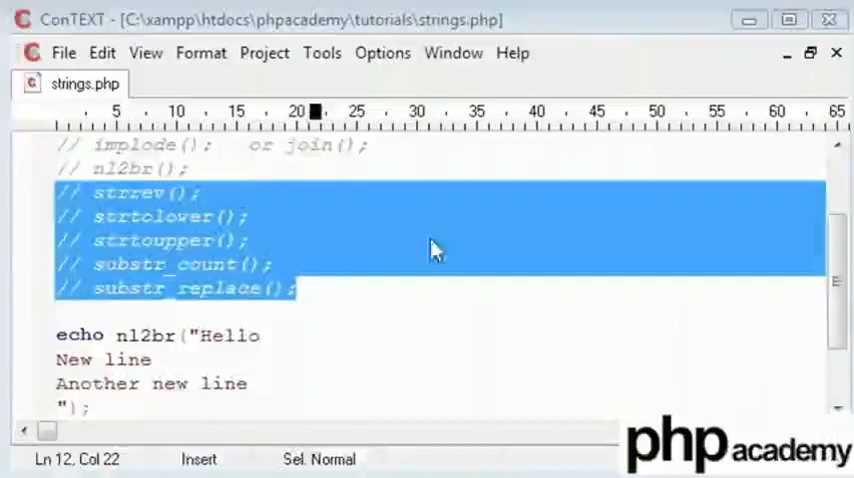 ConTEXT - [C:\xampp\htdocs\phpacademy\tutorials\strings.php]
File Edit View Format Project Tools Options Window Help
strings.php
5 10 15 20 25 30 35 40 45 50 55 60 65
// implode();   or join();
// nl2br();
// strrev();
// strtolower();
// strtoupper();
// substr_count();
// substr_replace();
echo nl2br("Hello
New line
Another new line
");
php academy
Ln 12, Col 22 Insert Sel. Normal